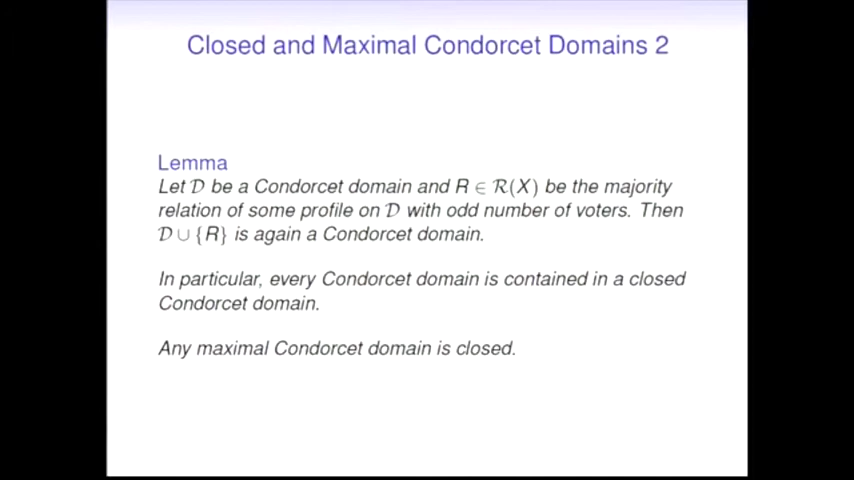 Closed and Maximal Condorcet Domains 2
Lemma
Let 𝒟 be a Condorcet domain and R ∈ ℛ(X) be the majority
relation of some profile on 𝒟 with odd number of voters. Then
𝒟 ∪ {R} is again a Condorcet domain.
In particular, every Condorcet domain is contained in a closed
Condorcet domain.
Any maximal Condorcet domain is closed.